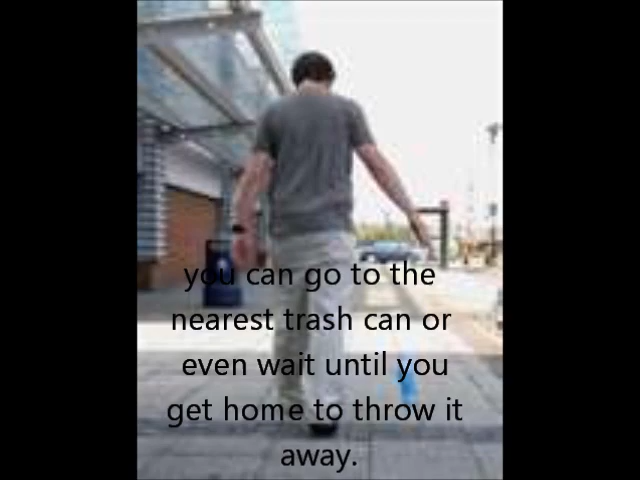 you can go to the
nearest trash can or
even wait until you
get home to throw it
away.